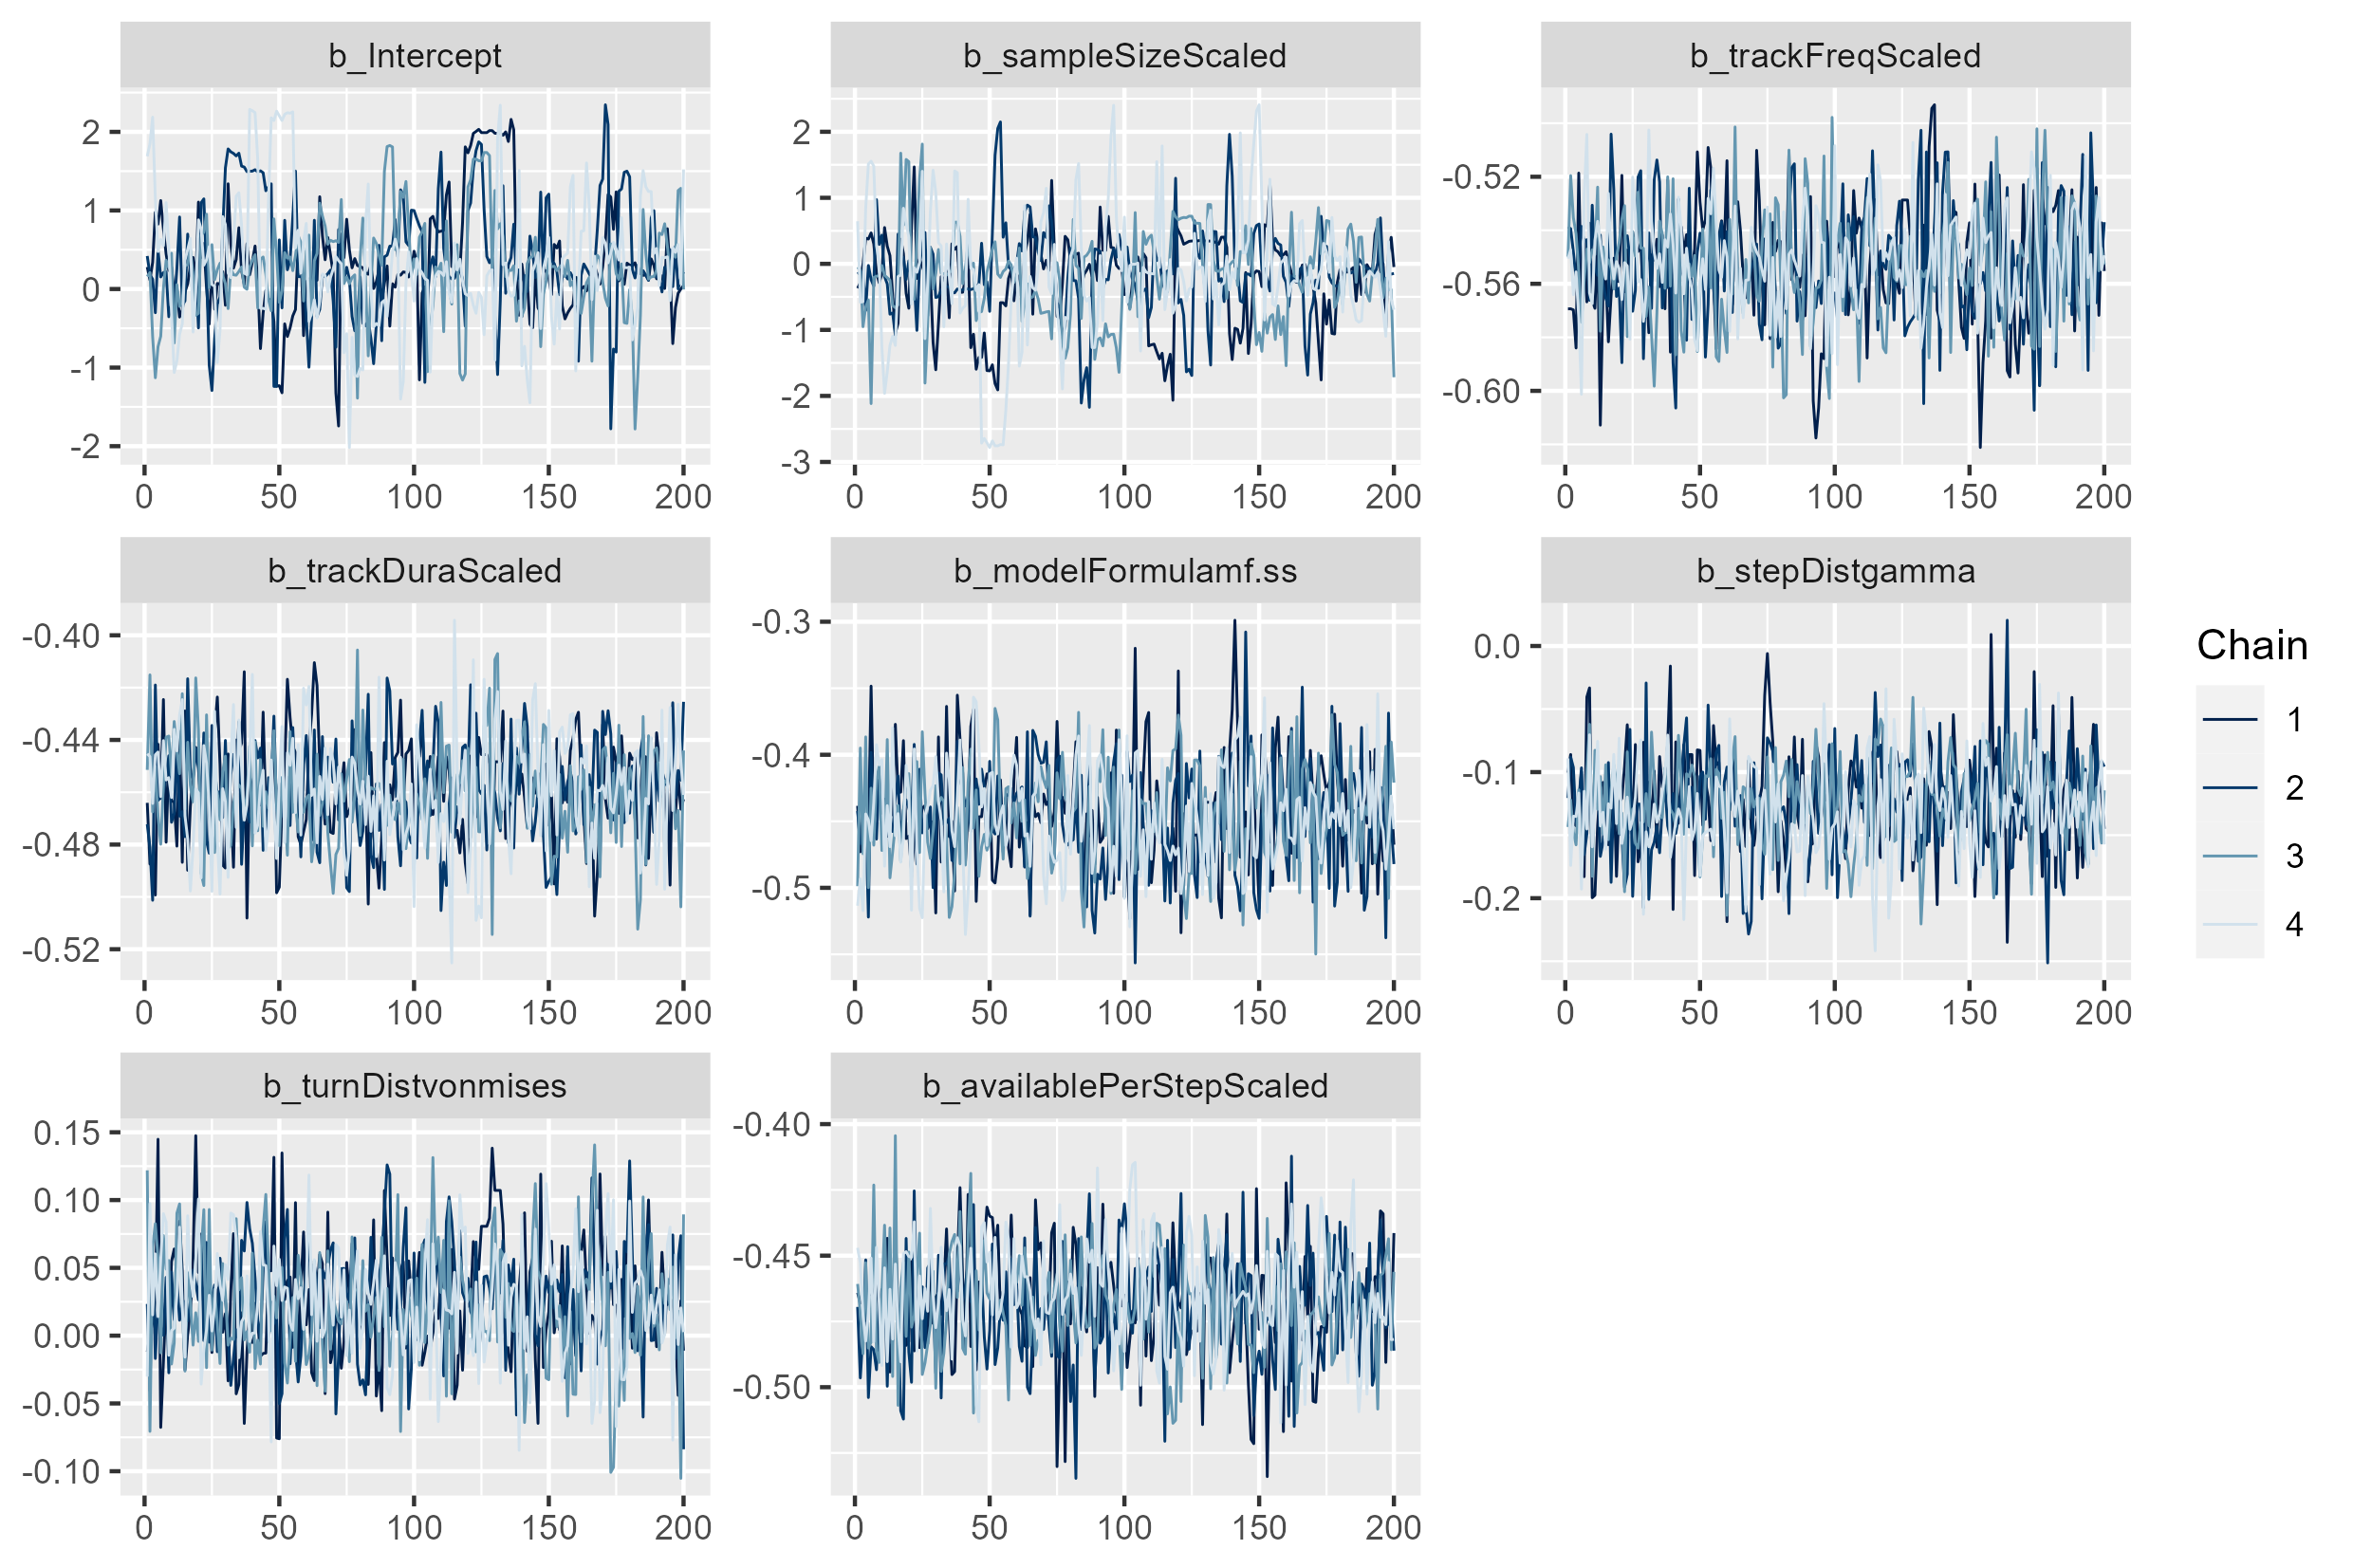 b_Intercept
b_sampleSizeScaled
b_trackFreqScaled
2
1
0
-1
-2
0 50 100 150 200
2
1
0
-1
-2
-3
0 50 100 150 200
-0.52
-0.56
-0.60
0 50 100 150 200
b_trackDuraScaled
b_modelFormulamf.ss
b_stepDistgamma
-0.40
-0.44
-0.48
-0.52
0 50 100 150 200
-0.3
-0.4
-0.5
0 50 100 150 200
0.0
-0.1
-0.2
0 50 100 150 200
Chain
1
2
3
4
b_turnDistvonmises
b_availablePerStepScaled
0.15
0.10
0.05
0.00
-0.05
-0.10
0 50 100 150 200
-0.40
-0.45
-0.50
0 50 100 150 200